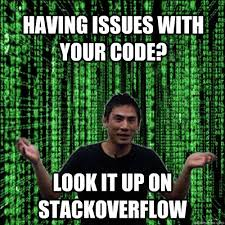 HAVING ISSUES WITH
YOUR CODE?
LOOK IT UP ON
STACKOVERFLOW